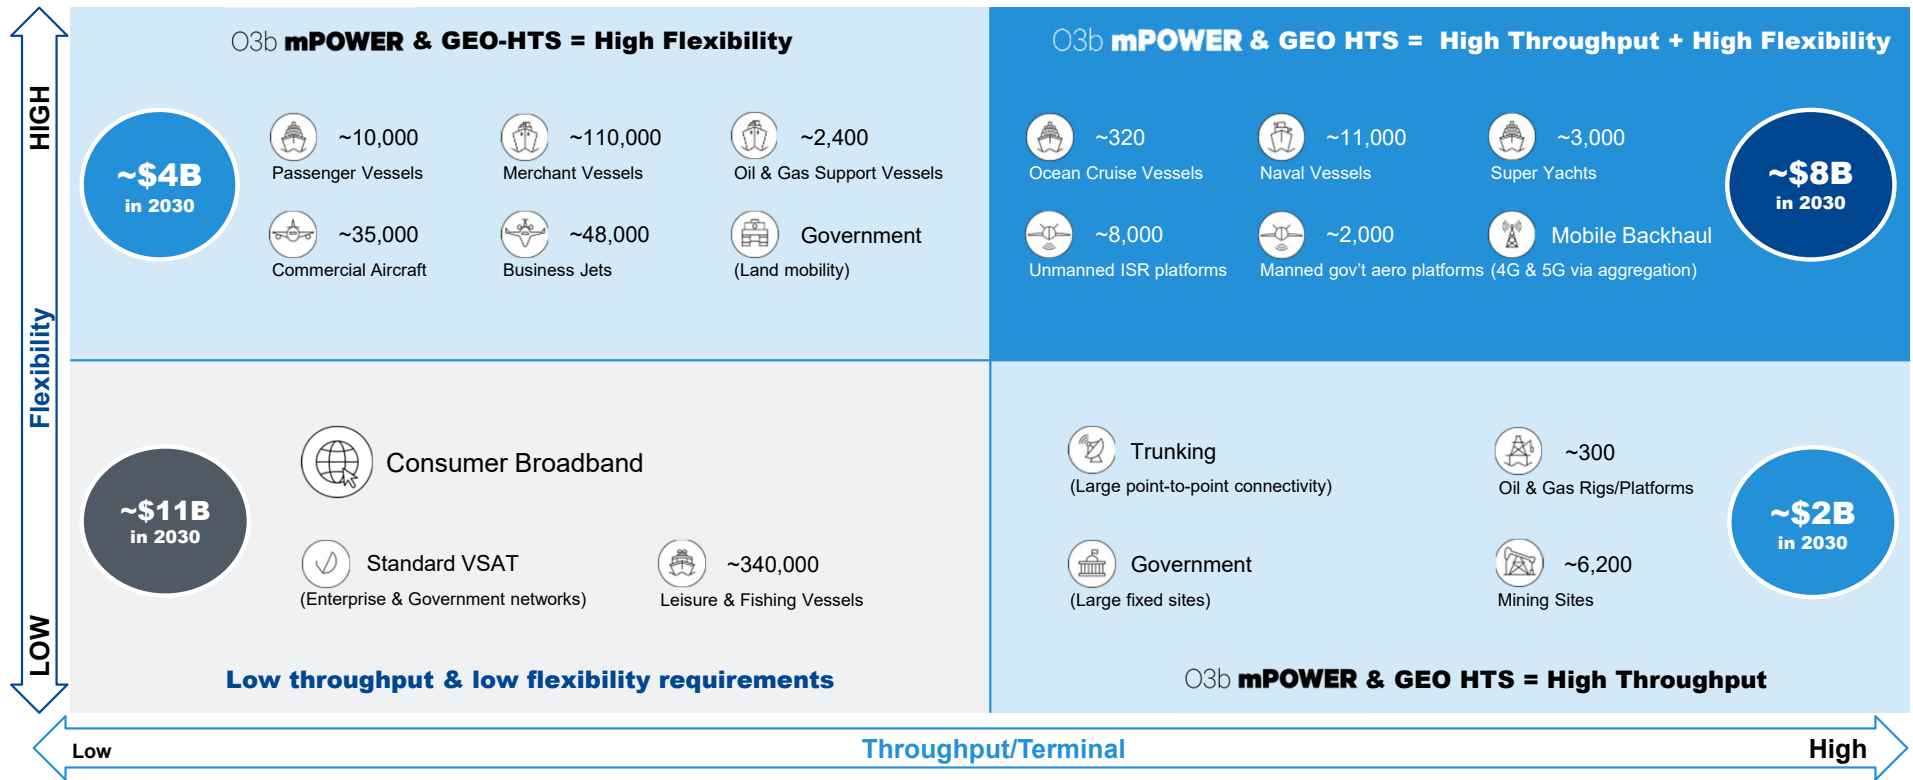 HIGH
Flexibility
LOW
O3b mPOWER & GEO-HTS = High Flexibility
~$4B
in 2030
~10,000
Passenger Vessels
~110,000
Merchant Vessels
~2,400
Oil & Gas Support Vessels
~35,000
Commercial Aircraft
~48,000
Business Jets
Government
(Land mobility)
O3b mPOWER & GEO HTS = High Throughput + High Flexibility
~320
Ocean Cruise Vessels
~11,000
Naval Vessels
~3,000
Super Yachts
~8,000
Unmanned ISR platforms
~2,000
Manned gov't aero platforms
Mobile Backhaul
(4G & 5G via aggregation)
~$8B
in 2030
~$11B
in 2030
Consumer Broadband
Standard VSAT
(Enterprise & Government networks)
~340,000
Leisure & Fishing Vessels
Low throughput & low flexibility requirements
Trunking
(Large point-to-point connectivity)
~300
Oil & Gas Rigs/Platforms
Government
(Large fixed sites)
~6,200
Mining Sites
~$2B
in 2030
O3b mPOWER & GEO HTS = High Throughput
Low
Throughput/Terminal
High